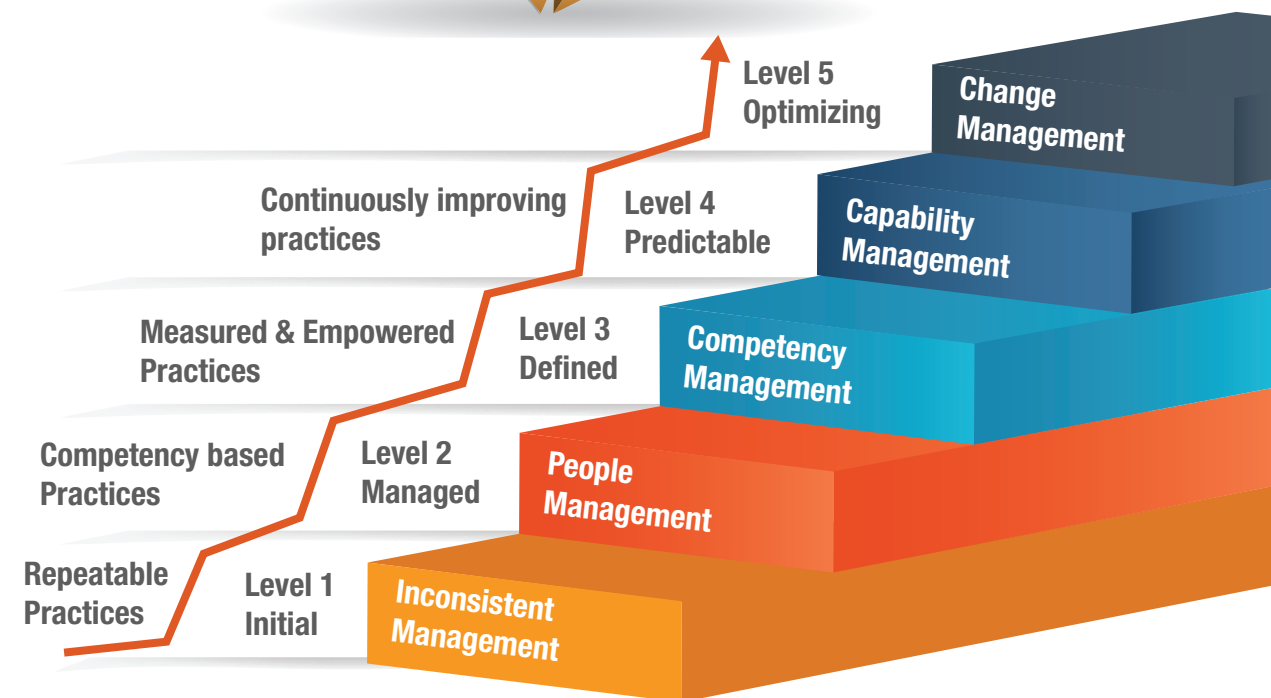 Level 5
Optimizing
Change
Management
Continuously improving
practices
Level 4
Predictable
Capability
Management
Measured & Empowered
Practices
Level 3
Defined
Competency
Management
Competency based
Practices
Level 2
Managed
People
Management
Repeatable
Practices
Level 1
Initial
Inconsistent
Management